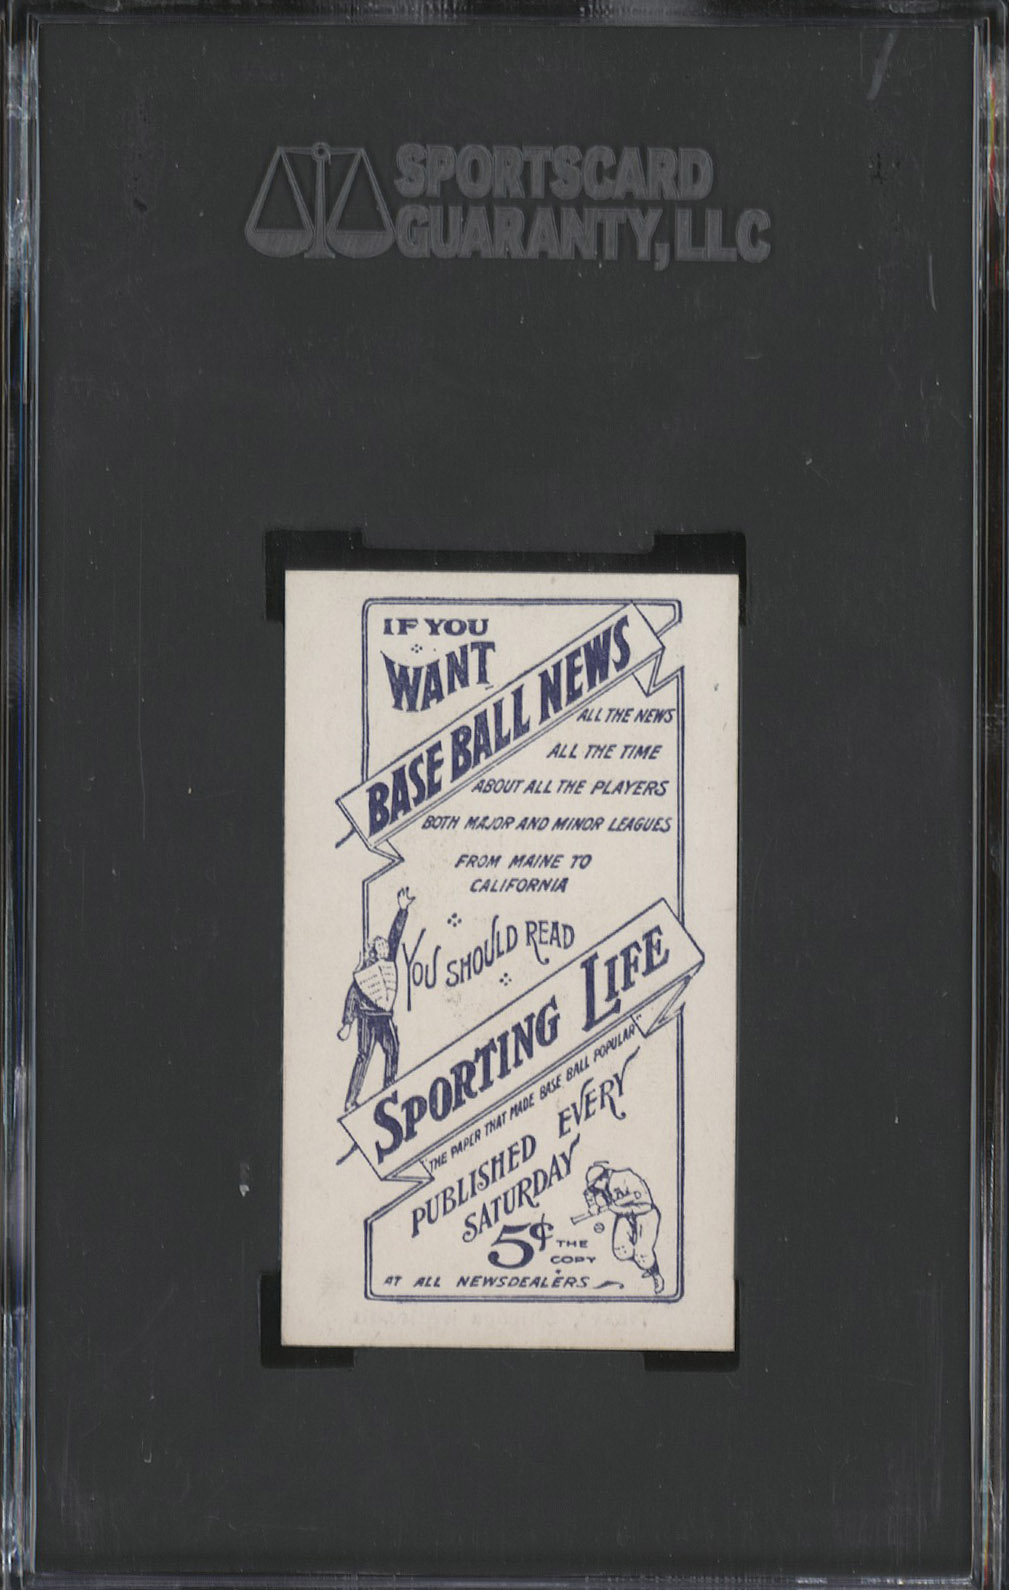 SPORTSCARD
GUARANTY, LLC
IF YOU
WANT
BASE BALL NEWS
ALL THE NEWS
ALL THE TIME
ABOUT ALL THE PLAYERS
BOTH MAJOR AND MINOR LEAGUES
FROM MAINE TO
CALIFORNIA
YOU SHOULD READ
SPORTING LIFE
"THE PAPER THAT MADE BASE BALL POPULAR"
PUBLISHED EVERY
SATURDAY
5¢ THE
COPY
AT ALL NEWSDEALERS